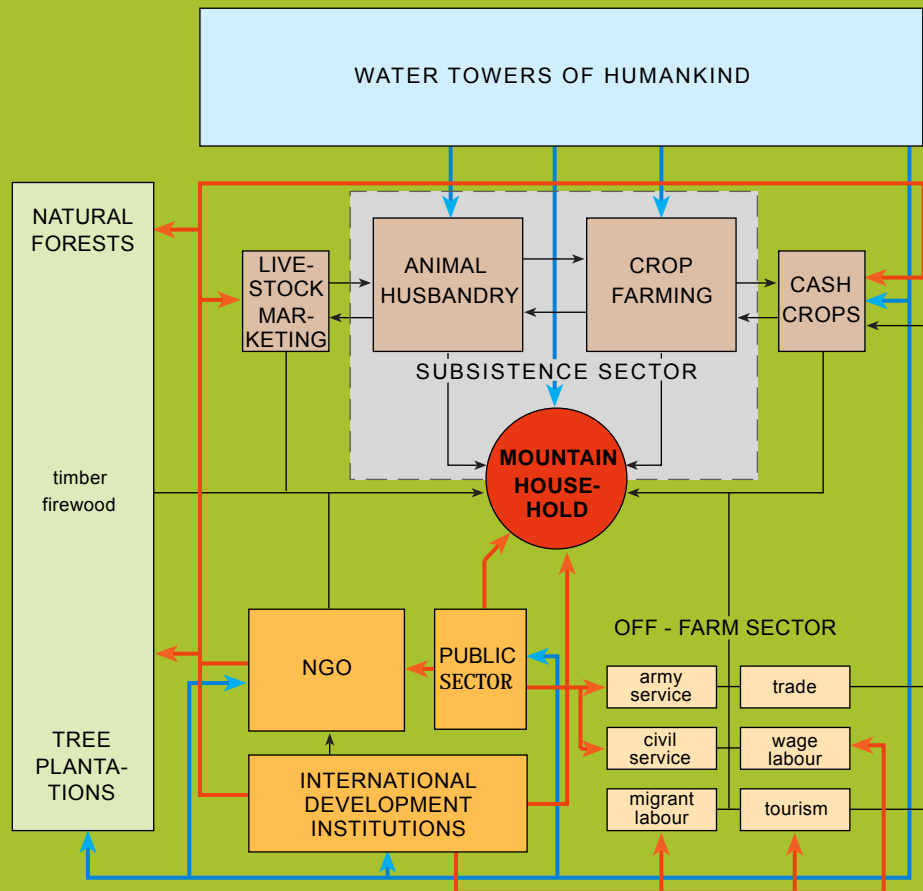 WATER TOWERS OF HUMANKIND
NATURAL
FORESTS
LIVE-
STOCK
MAR-
KETING
ANIMAL
HUSBANDRY
CROP
FARMING
CASH
CROPS
SUBSISTENCE SECTOR
MOUNTAIN
HOUSE-
HOLD
timber
firewood
NGO
PUBLIC
SECTOR
OFF - FARM SECTOR
army
service
trade
civil
service
wage
labour
migrant
labour
tourism
TREE
PLANTA-
TIONS
INTERNATIONAL
DEVELOPMENT
INSTITUTIONS